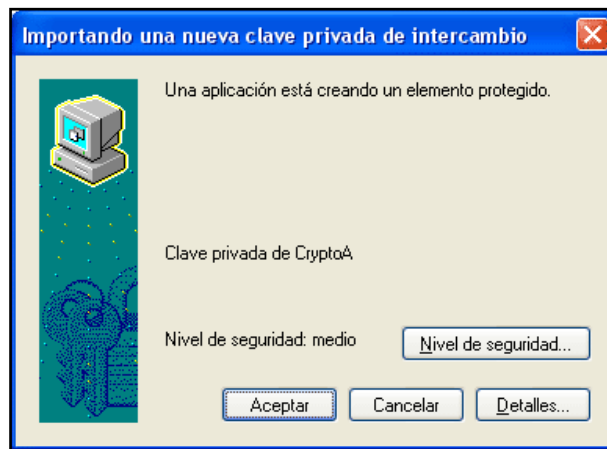 Importando una nueva clave privada de intercambio
Una aplicación está creando un elemento protegido.
Clave privada de CryptoA
Nivel de seguridad: medio
Nivel de seguridad...
Aceptar
Cancelar
Detalles...